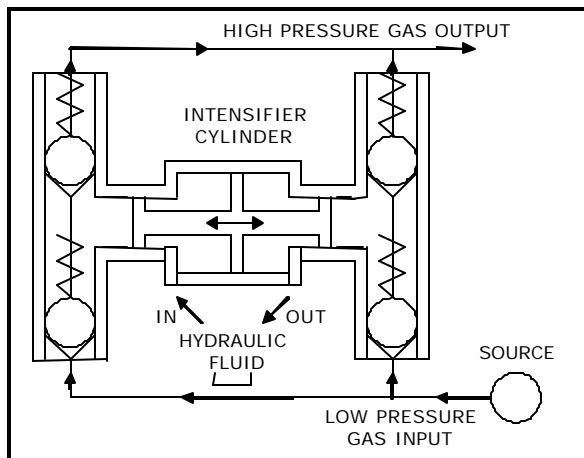 HIGH PRESSURE GAS OUTPUT
INTENSIFIER
CYLINDER
IN
OUT
HYDRAULIC
FLUID
SOURCE
LOW PRESSURE
GAS INPUT